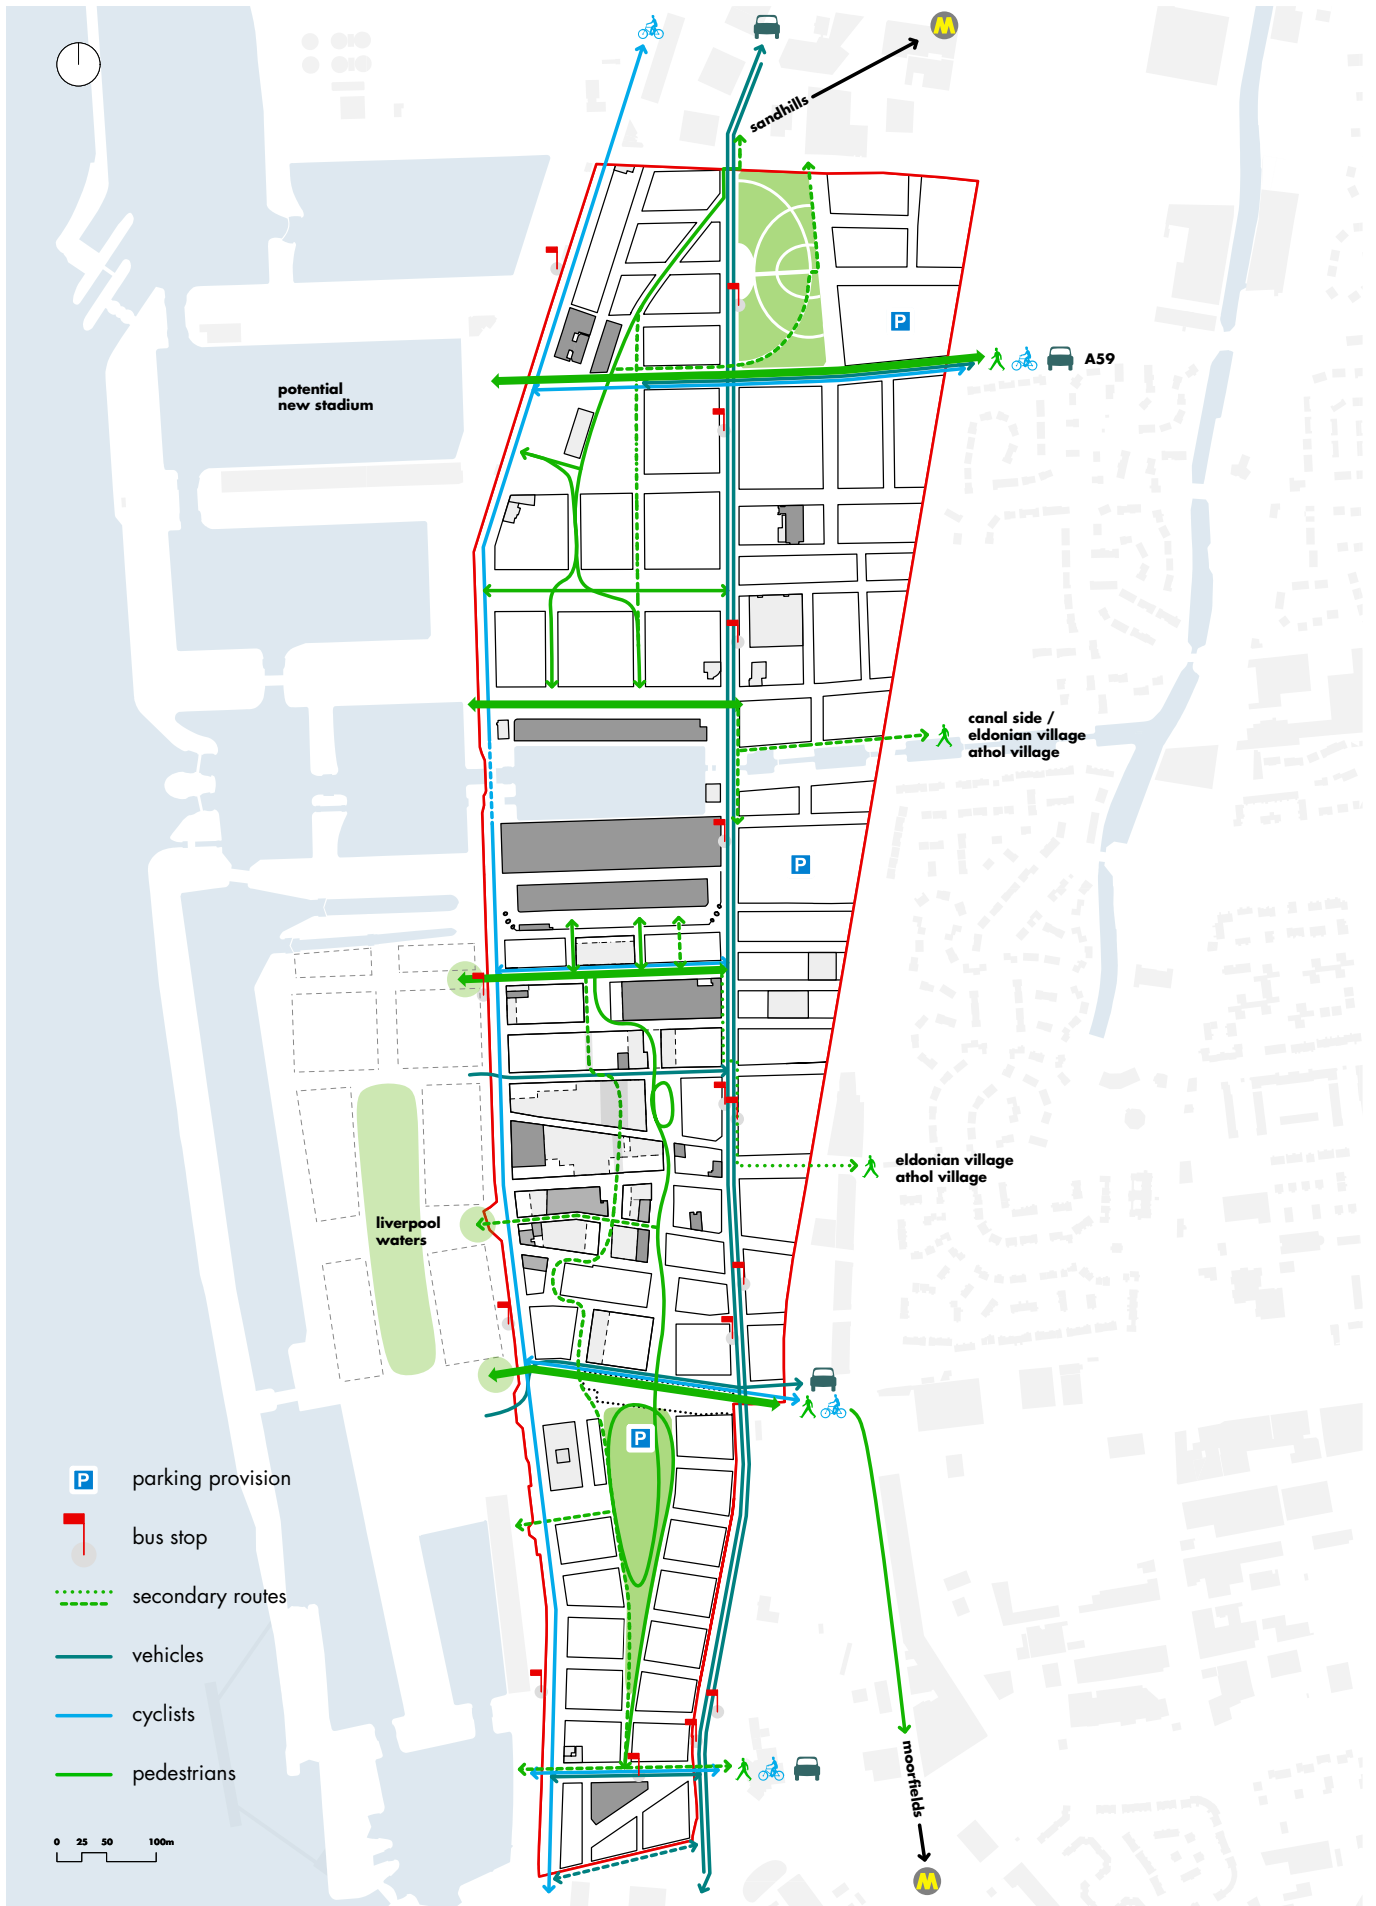 M
sandhills
P
A59
potential
new stadium
canal side /
eldonian village
athol village
P
eldonian village
athol village
liverpool
waters
P
P parking provision
bus stop
secondary routes
vehicles
cyclists
pedestrians
moorfields
0 25 50 100m
M